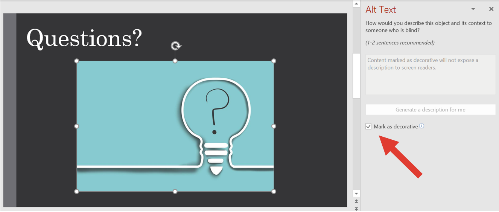 Questions?
?
Alt Text
How would you describe this object and its context to
someone who is blind?
(1-2 sentences recommended)
Content marked as decorative will not expose a
description to screen readers.
Generate a description for me
Mark as decorative